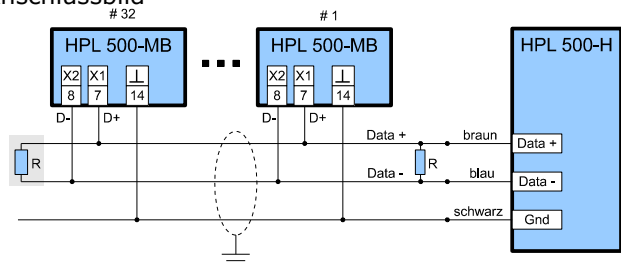 # 32 # 1
HPL 500-MB HPL 500-MB HPL 500-H
X2 X1 X2 X1
8 7 14 8 7 14
D- D+ D- D+
Data + braun Data +
R R
Data - blau Data -
schwarz Gnd